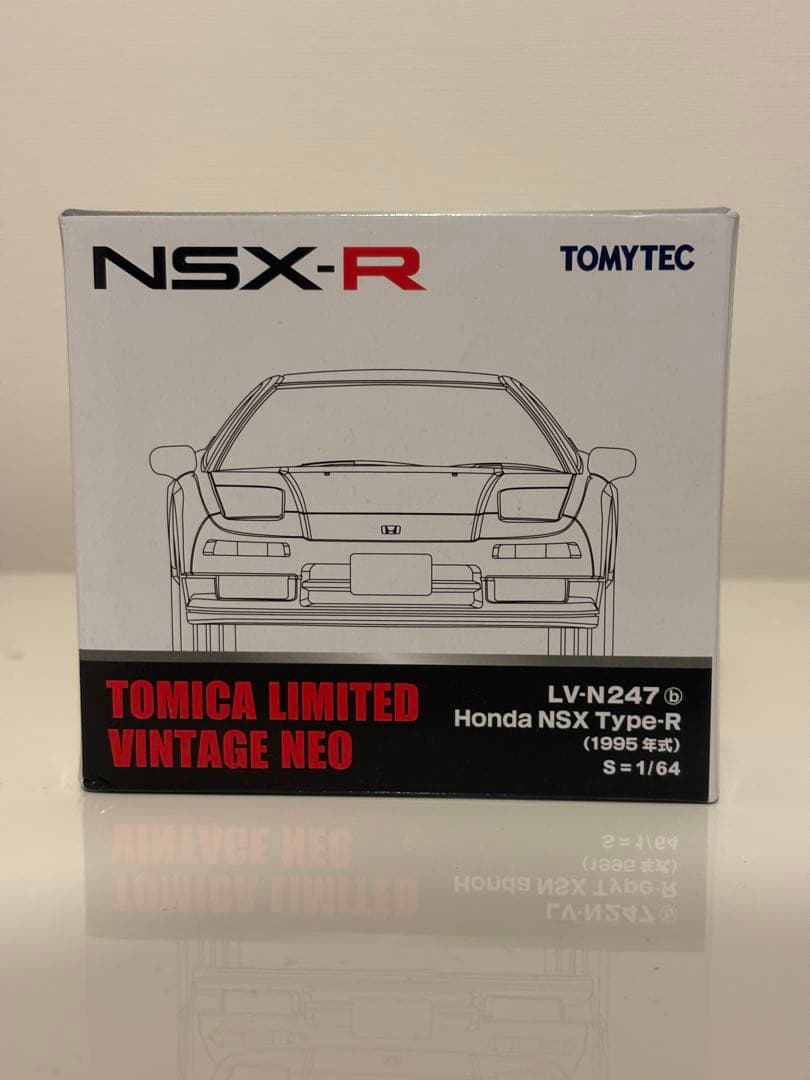 NSX-R
TOMYTEC
TOMICA LIMITED
VINTAGE NEO
LV-N247 ⓑ
Honda NSX Type-R
(1995 年式)
S=1/64